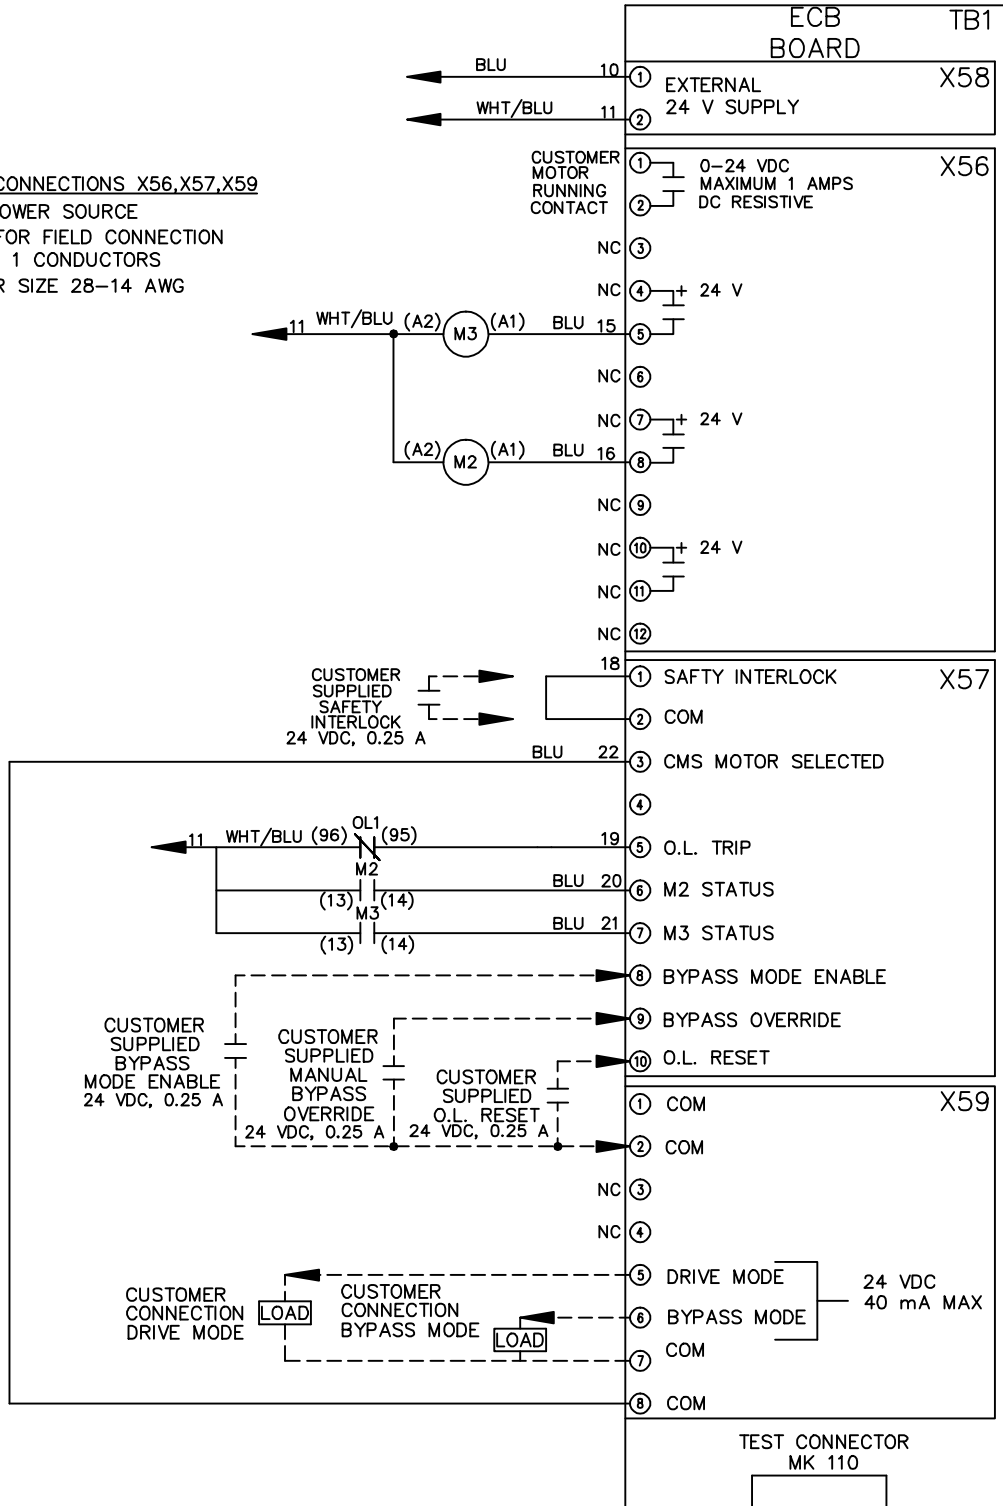 ECB
BOARD
TB1
BLU 10 1 EXTERNAL X58
WHT/BLU 11 2 24 V SUPPLY
CONNECTIONS X56,X57,X59
OWER SOURCE
FOR FIELD CONNECTION
1 CONDUCTORS
R SIZE 28-14 AWG
CUSTOMER
MOTOR
RUNNING
CONTACT
1 0-24 VDC X56
MAXIMUM 1 AMPS
2 DC RESISTIVE
NC 3
NC 4 + 24 V
11 WHT/BLU (A2) M3 (A1) BLU 15 5
NC 6
NC 7 + 24 V
(A2) M2 (A1) BLU 16 8
NC 9
NC 10 + 24 V
NC 11
NC 12
CUSTOMER
SUPPLIED
SAFETY
INTERLOCK
24 VDC, 0.25 A
18 1 SAFTY INTERLOCK X57
2 COM
BLU 22 3 CMS MOTOR SELECTED
4
11 WHT/BLU (96) OL1 (95) 19 5 O.L. TRIP
M2
(13) (14) BLU 20 6 M2 STATUS
M3
(13) (14) BLU 21 7 M3 STATUS
8 BYPASS MODE ENABLE
9 BYPASS OVERRIDE
10 O.L. RESET
CUSTOMER
SUPPLIED
BYPASS
MODE ENABLE
24 VDC, 0.25 A
CUSTOMER
SUPPLIED
MANUAL
BYPASS
OVERRIDE
24 VDC, 0.25 A
CUSTOMER
SUPPLIED
O.L. RESET
24 VDC, 0.25 A
1 COM X59
2 COM
NC 3
NC 4
5 DRIVE MODE
6 BYPASS MODE
24 VDC
40 mA MAX
7 COM
8 COM
CUSTOMER
CONNECTION
DRIVE MODE
LOAD
CUSTOMER
CONNECTION
BYPASS MODE
LOAD
TEST CONNECTOR
MK 110